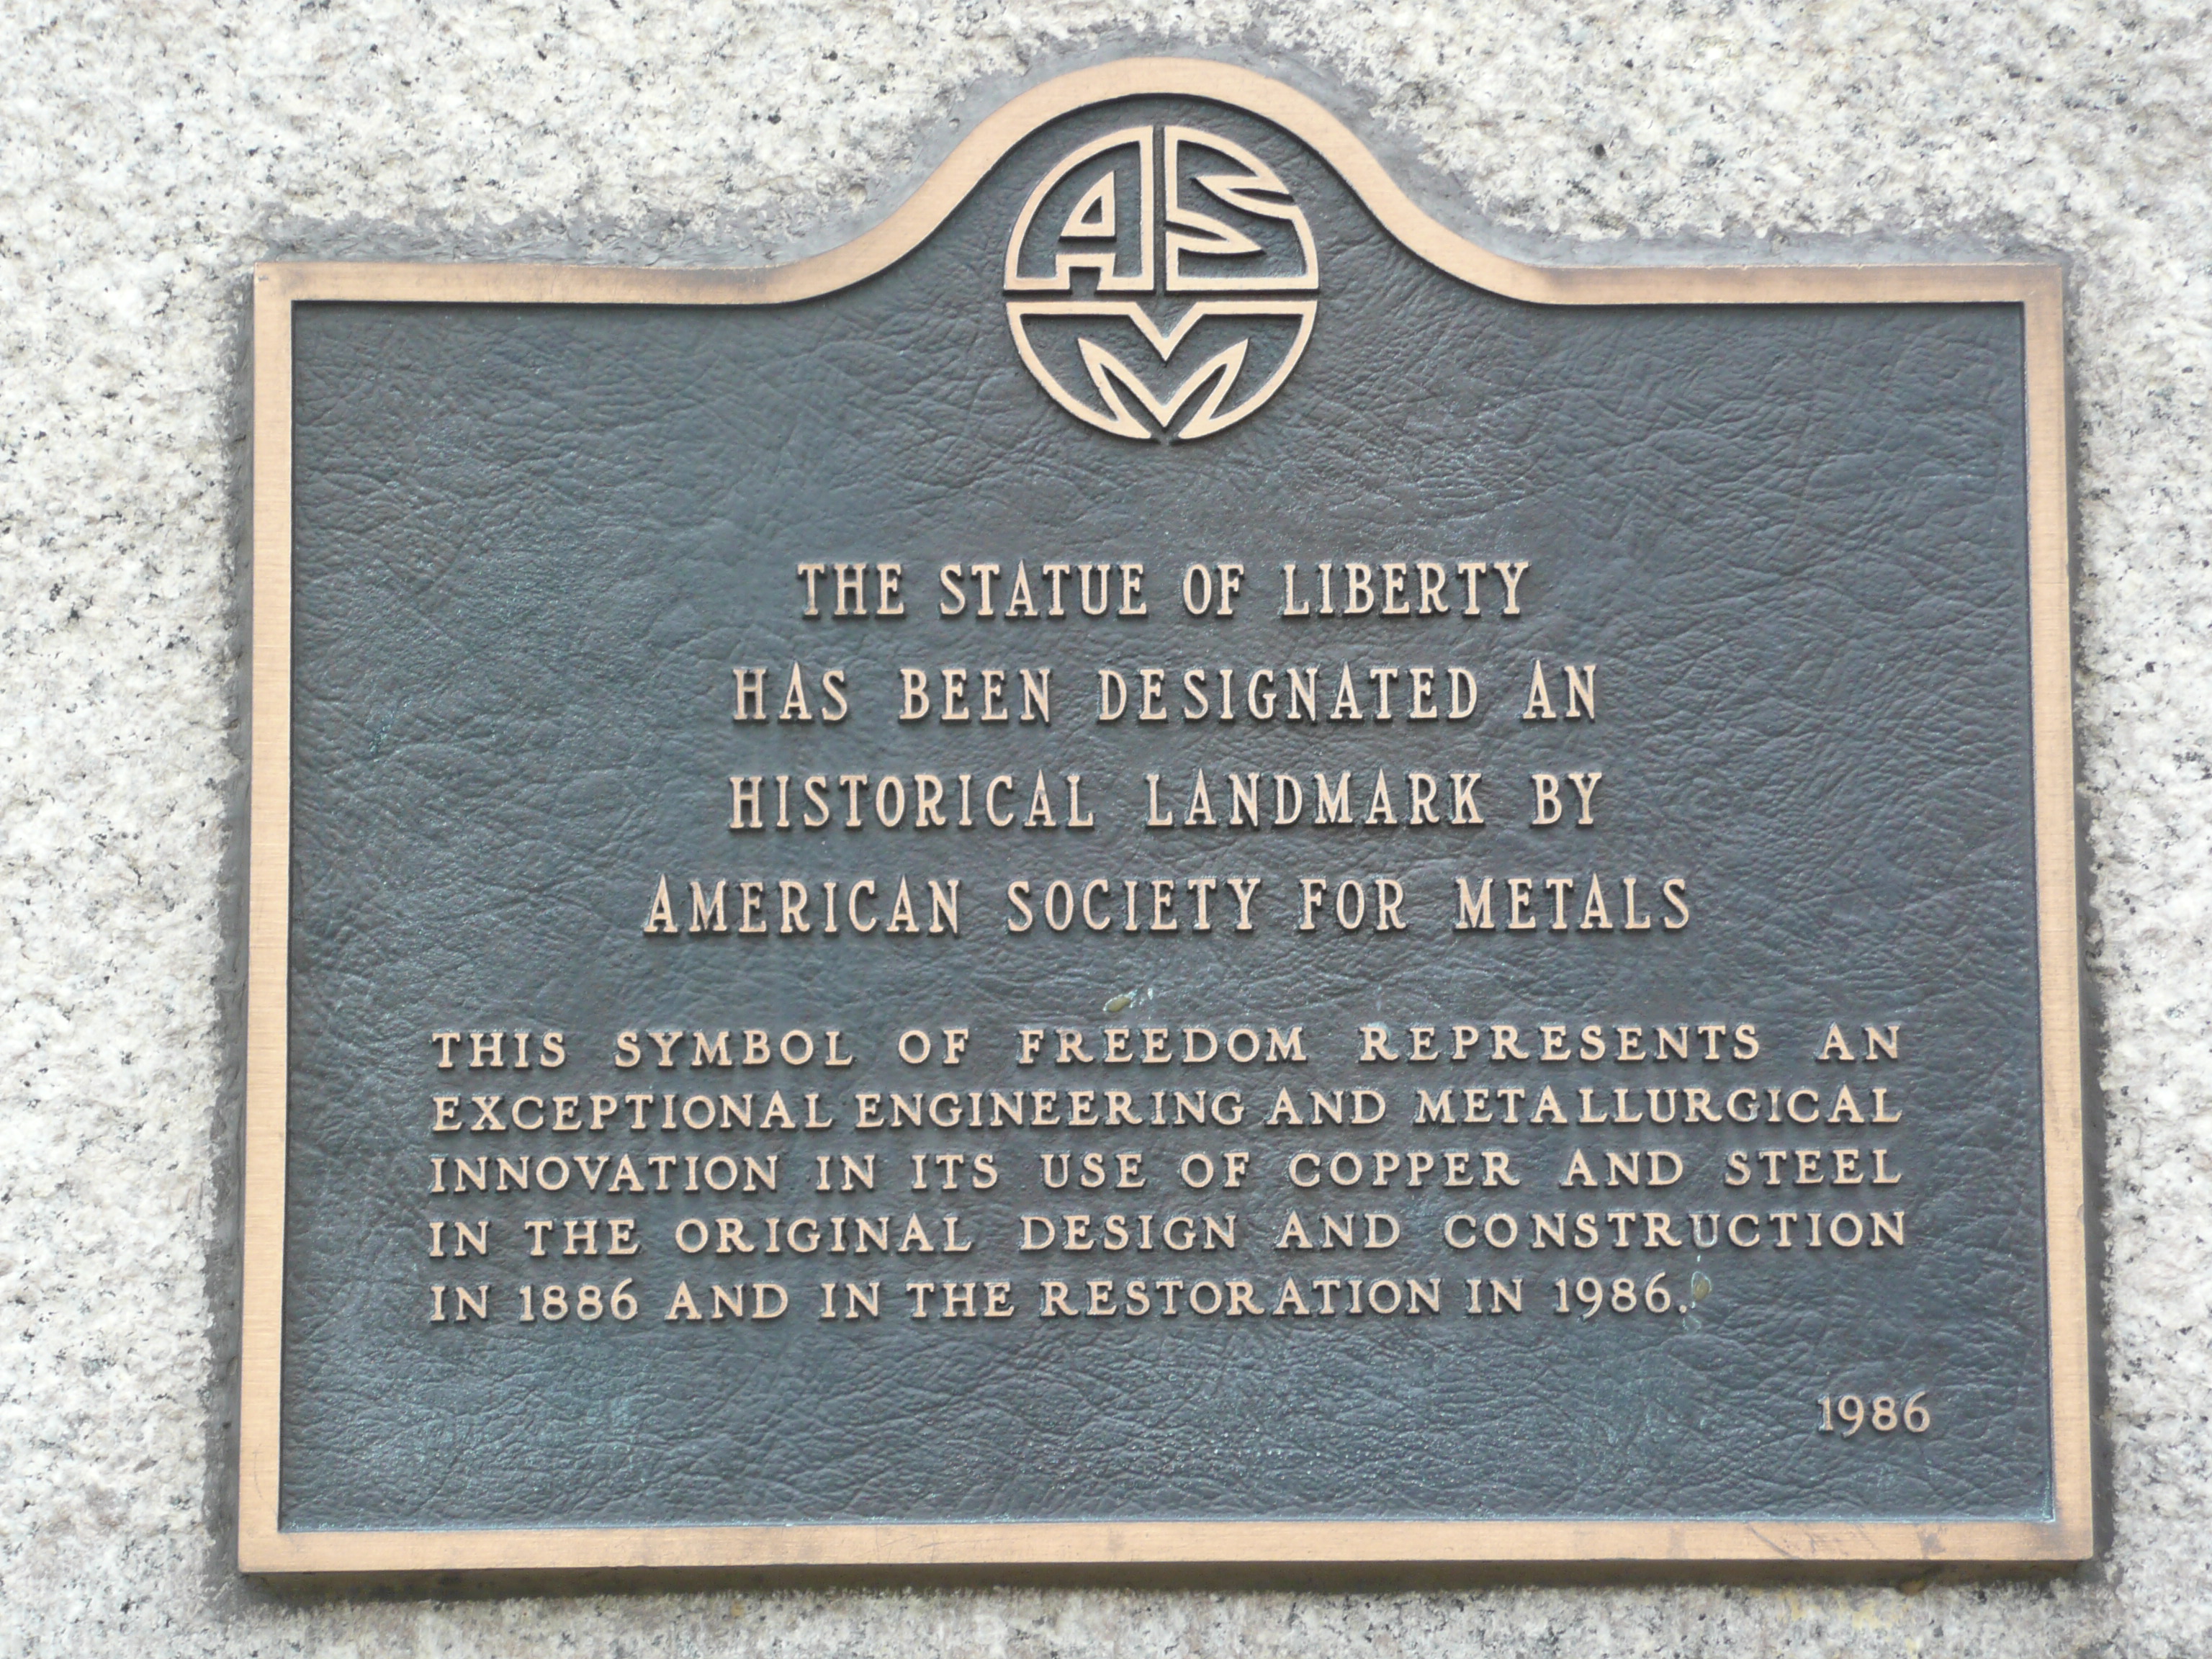 ASM
THE STATUE OF LIBERTY
HAS BEEN DESIGNATED AN
HISTORICAL LANDMARK BY
AMERICAN SOCIETY FOR METALS
THIS SYMBOL OF FREEDOM REPRESENTS AN
EXCEPTIONAL ENGINEERING AND METALLURGICAL
INNOVATION IN ITS USE OF COPPER AND STEEL
IN THE ORIGINAL DESIGN AND CONSTRUCTION
IN 1886 AND IN THE RESTORATION IN 1986.
1986